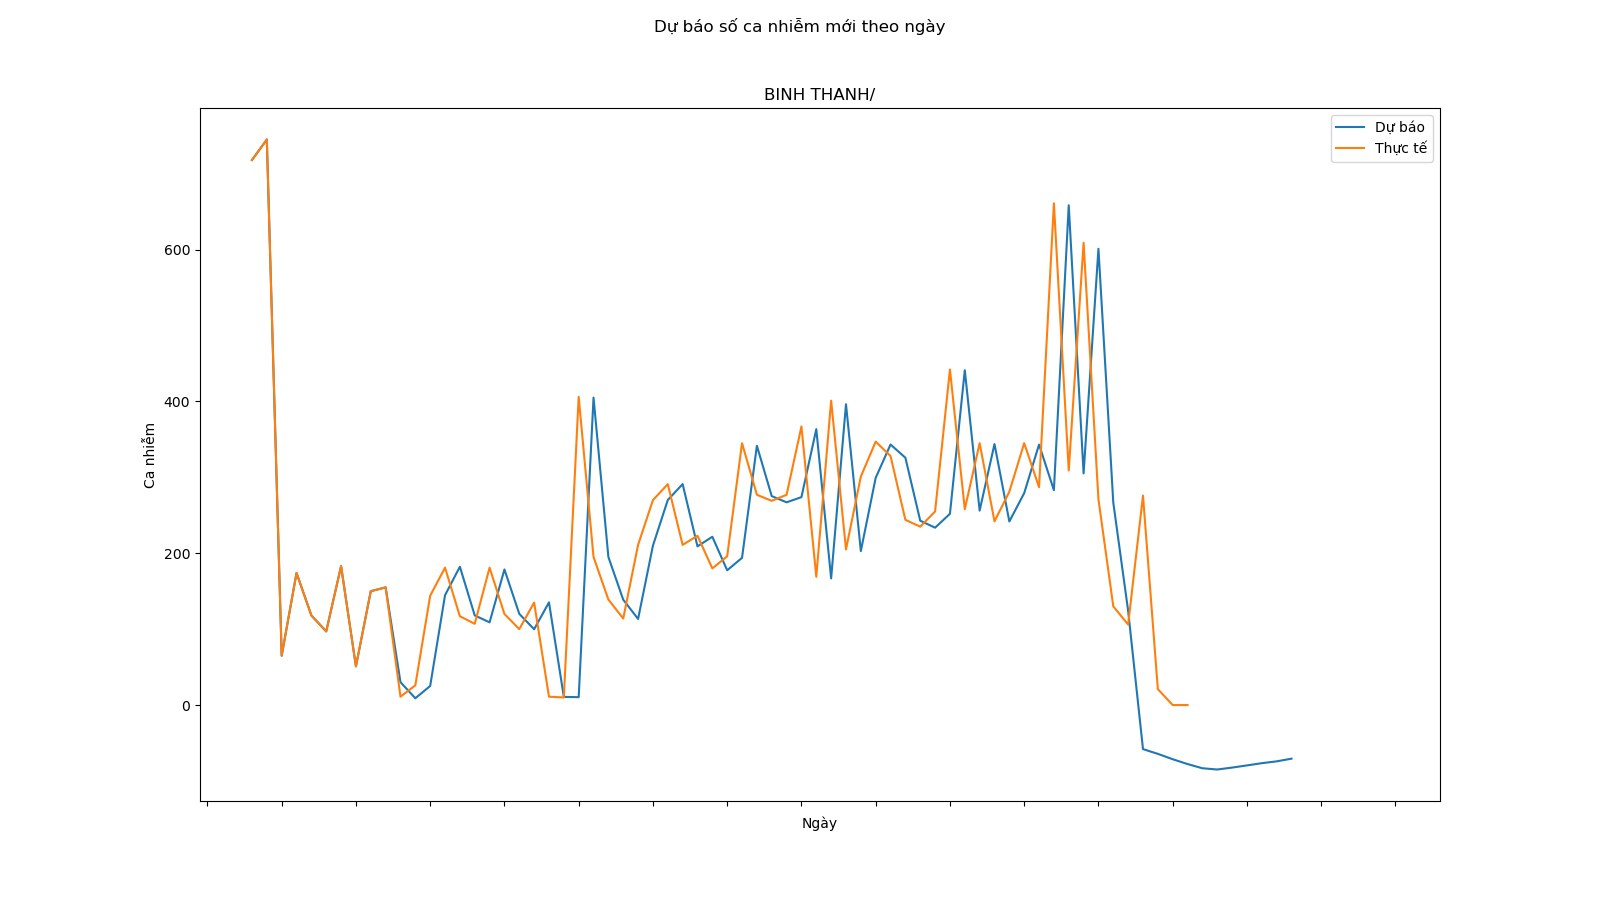 Dự báo số ca nhiễm mới theo ngày
BINH THANH/
Dự báo
Thực tế
600
400
200
0
Ca nhiễm
Ngày